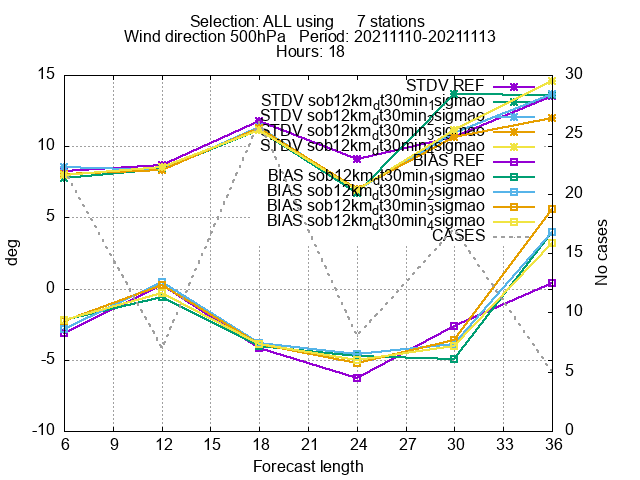 Selection: ALL using 7 stations
Wind direction 500hPa Period: 20211110-20211113
Hours: 18
15 30
STDV REF
STDV sob12km_dt30min_1sigmao
STDV sob12km_dt30min_2sigmao
STDV sob12km_dt30min_3sigmao
STDV sob12km_dt30min_4sigmao
BIAS REF
BIAS sob12km_dt30min_1sigmao
BIAS sob12km_dt30min_2sigmao
BIAS sob12km_dt30min_3sigmao
BIAS sob12km_dt30min_4sigmao
CASES
10
5
0
-5
-10
deg
25
20
15
10
5
0
No cases
6 9 12 15 18 21 24 27 30 33 36
Forecast length